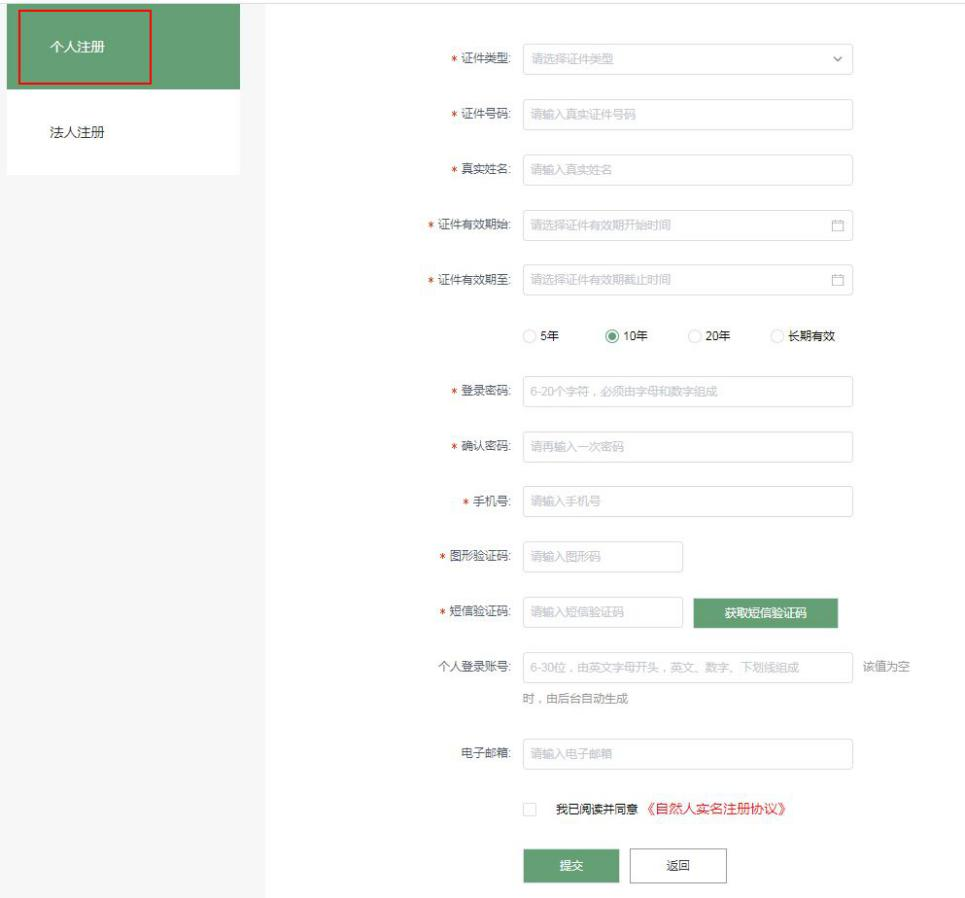 个人注册
法人注册
* 证件类型: 请选择证件类型
* 证件号码: 请输入真实证件号码
* 真实姓名: 请输入真实姓名
* 证件有效期始: 请选择证件有效期开始时间
* 证件有效期至: 请选择证件有效期截止时间
5年 10年 20年 长期有效
* 登录密码: 6-20个字符，必须由字母和数字组成
* 确认密码: 请再输入一次密码
* 手机号: 请输入手机号
* 图形验证码: 请输入图形码
* 短信验证码: 请输入短信验证码 获取短信验证码
个人登录账号: 6-30位，由英文字母开头，英文、数字、下划线组成 该值为空
时，由后台自动生成
电子邮箱: 请输入电子邮箱
我已阅读并同意 《自然人实名注册协议》
提交 返回